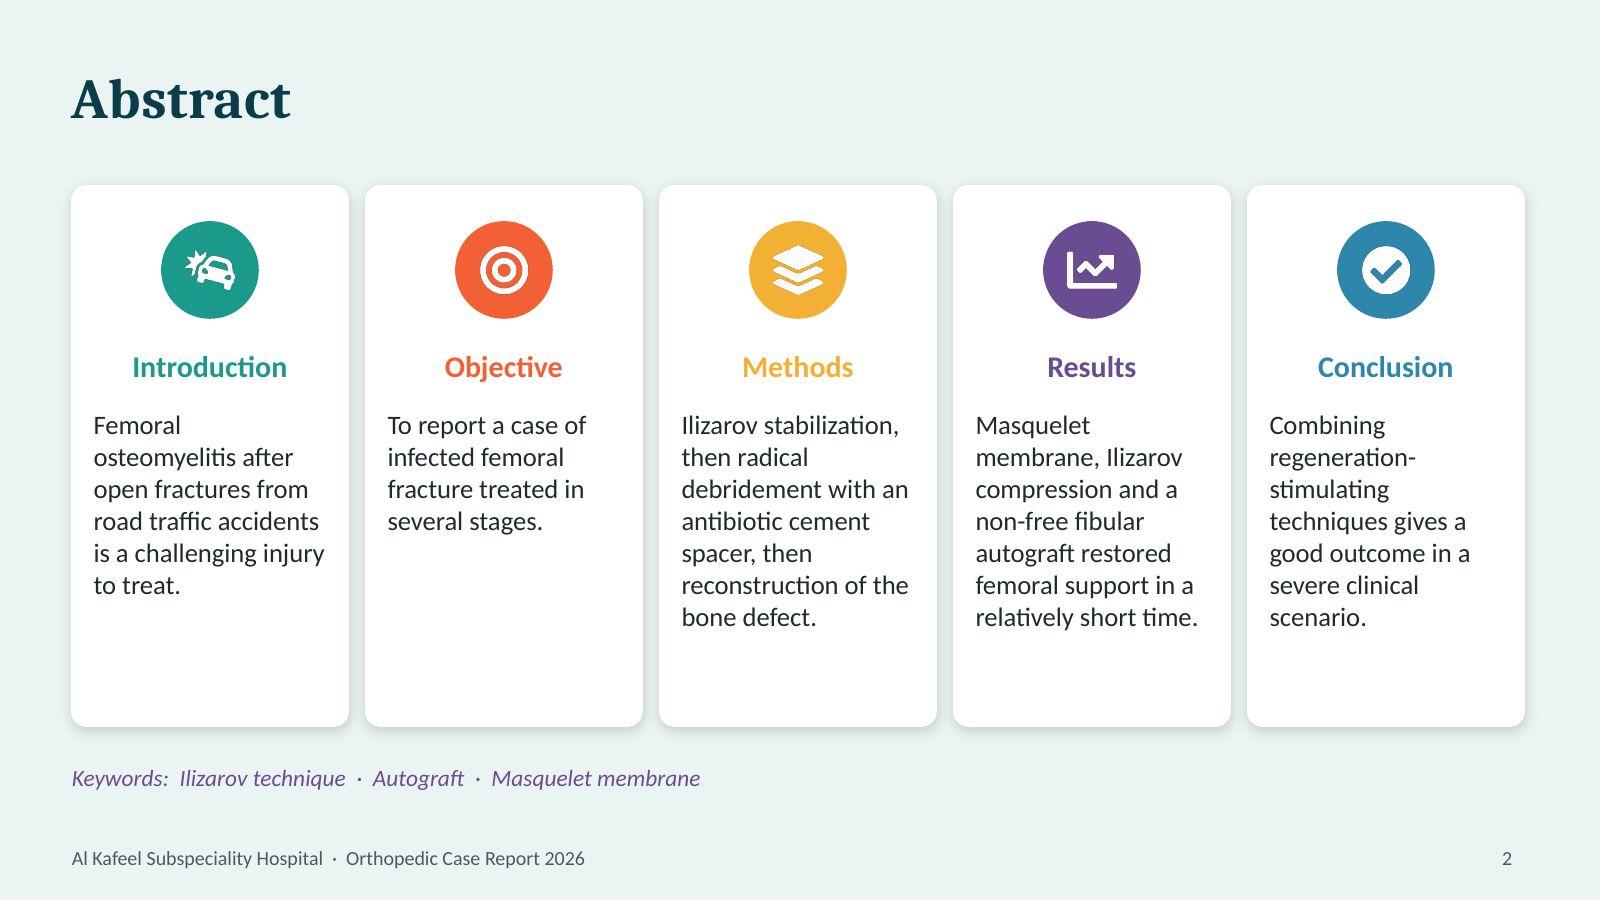 Abstract
Introduction
Femoral
osteomyelitis after
open fractures from
road traffic accidents
is a challenging injury
to treat.
Objective
To report a case of
infected femoral
fracture treated in
several stages.
Methods
Ilizarov stabilization,
then radical
debridement with an
antibiotic cement
spacer, then
reconstruction of the
bone defect.
Results
Masquelet
membrane, Ilizarov
compression and a
non-free fibular
autograft restored
femoral support in a
relatively short time.
Conclusion
Combining
regeneration-
stimulating
techniques gives a
good outcome in a
severe clinical
scenario.
Keywords: Ilizarov technique · Autograft · Masquelet membrane
Al Kafeel Subspeciality Hospital · Orthopedic Case Report 2026
2